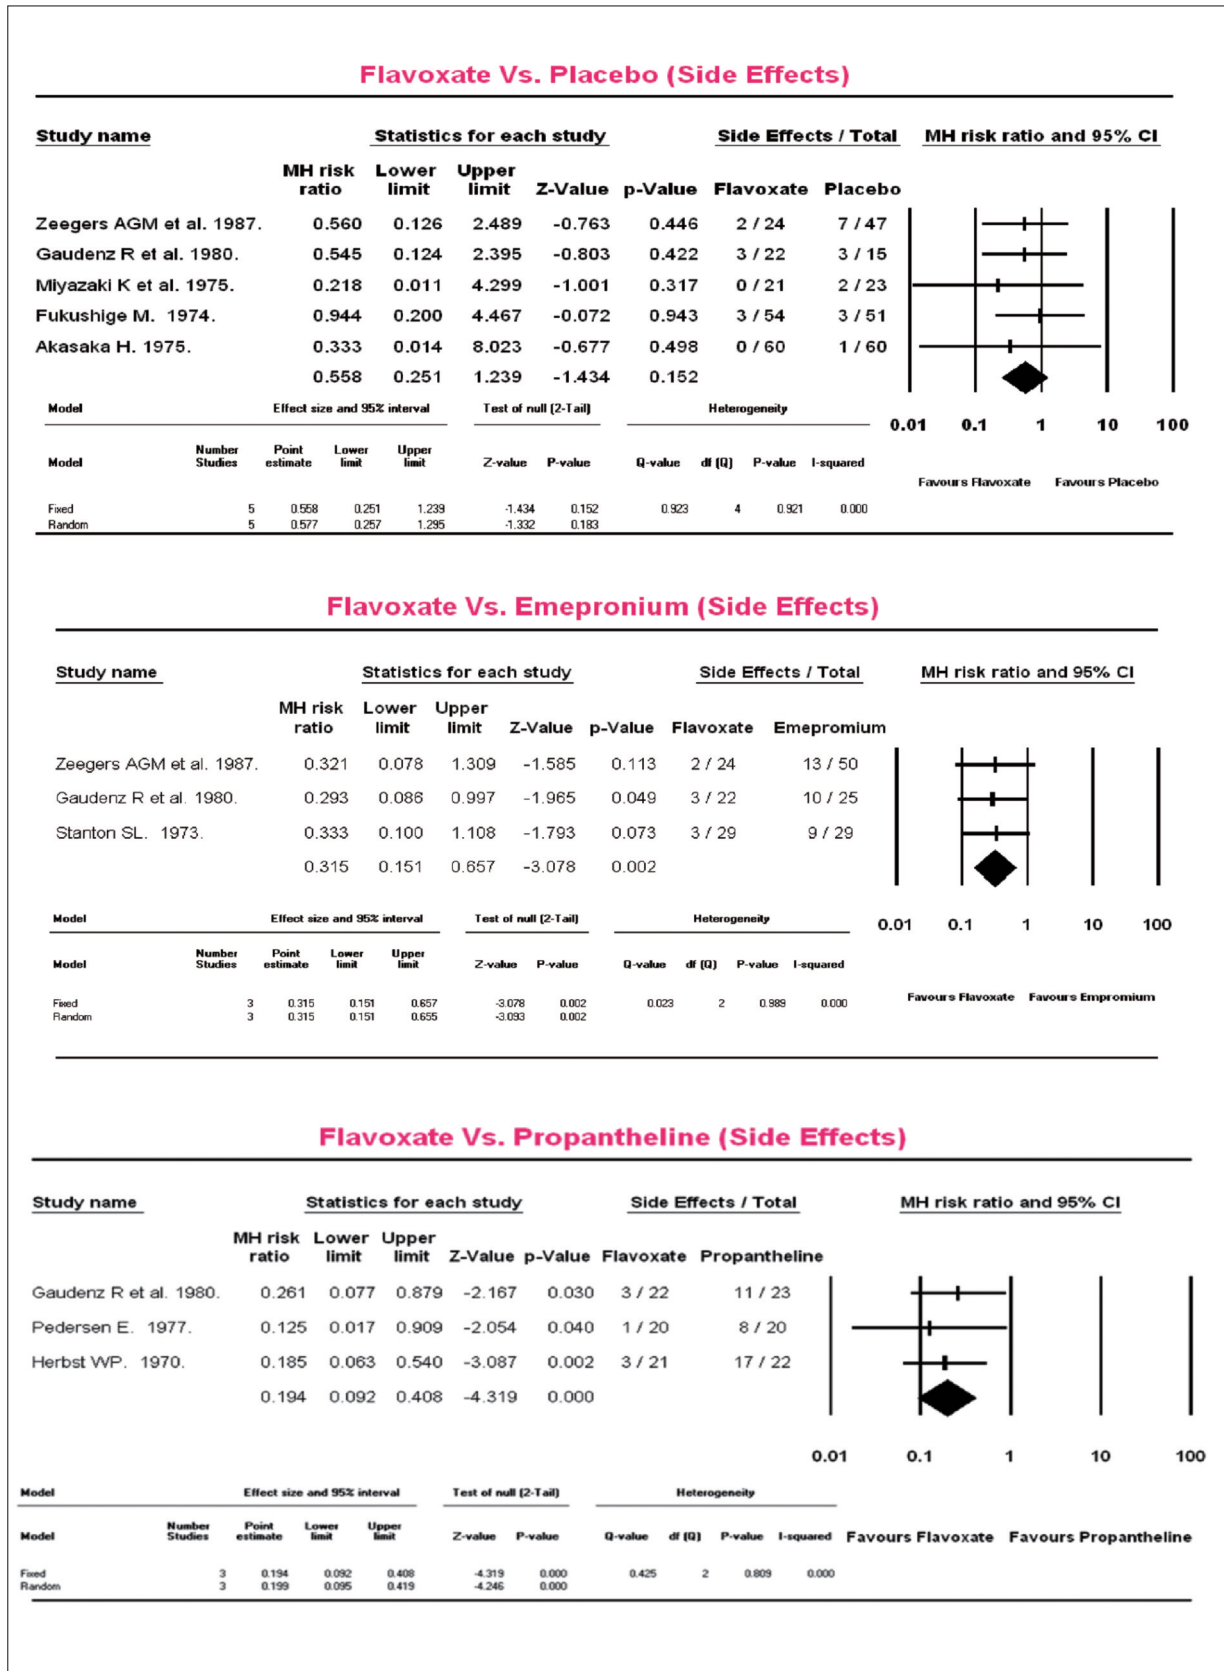 Flavoxate Vs. Placebo (Side Effects)
Study name Statistics for each study Side Effects / Total MH risk ratio and 95% CI
MH risk ratio Lower limit Upper limit Z-Value p-Value Flavoxate Placebo
Zeegers AGM et al. 1987. 0.560 0.126 2.489 -0.763 0.446 2 / 24 7 / 47
Gaudenz R et al. 1980. 0.545 0.124 2.395 -0.803 0.422 3 / 22 3 / 15
Miyazaki K et al. 1975. 0.218 0.011 4.299 -1.001 0.317 0 / 21 2 / 23
Fukushige M. 1974. 0.944 0.200 4.467 -0.072 0.943 3 / 54 3 / 51
Akasaka H. 1975. 0.333 0.014 8.023 -0.677 0.498 0 / 60 1 / 60
0.558 0.251 1.239 -1.434 0.152
0.01 0.1 1 10 100
Favours Flavoxate Favours Placebo
Model Effect size and 95% interval Test of null (2-Tail) Heterogeneity
Model Number Studies Point estimate Lower limit Upper limit Z-value P-value Q-value df (Q) P-value I-squared
Fixed 5 0.558 0.251 1.239 -1.434 0.152 0.923 4 0.921 0.000
Random 5 0.577 0.257 1.295 -1.332 0.183
Flavoxate Vs. Emepronium (Side Effects)
Study name Statistics for each study Side Effects / Total MH risk ratio and 95% CI
MH risk ratio Lower limit Upper limit Z-Value p-Value Flavoxate Emepromium
Zeegers AGM et al. 1987. 0.321 0.078 1.309 -1.585 0.113 2 / 24 13 / 50
Gaudenz R et al. 1980. 0.293 0.086 0.997 -1.965 0.049 3 / 22 10 / 25
Stanton SL. 1973. 0.333 0.100 1.108 -1.793 0.073 3 / 29 9 / 29
0.315 0.151 0.657 -3.078 0.002
0.01 0.1 1 10 100
Favours Flavoxate Favours Empromium
Model Effect size and 95% interval Test of null (2-Tail) Heterogeneity
Model Number Studies Point estimate Lower limit Upper limit Z-value P-value Q-value df (Q) P-value I-squared
Fixed 3 0.315 0.151 0.657 -3.078 0.002 0.023 2 0.989 0.000
Random 3 0.315 0.151 0.655 -3.093 0.002
Flavoxate Vs. Propantheline (Side Effects)
Study name Statistics for each study Side Effects / Total MH risk ratio and 95% CI
MH risk ratio Lower limit Upper limit Z-Value p-Value Flavoxate Propantheline
Gaudenz R et al. 1980. 0.261 0.077 0.879 -2.167 0.030 3 / 22 11 / 23
Pedersen E. 1977. 0.125 0.017 0.909 -2.054 0.040 1 / 20 8 / 20
Herbst WP. 1970. 0.185 0.063 0.540 -3.087 0.002 3 / 21 17 / 22
0.194 0.092 0.408 -4.319 0.000
0.01 0.1 1 10 100
Favours Flavoxate Favours Propantheline
Model Effect size and 95% interval Test of null (2-Tail) Heterogeneity
Model Number Studies Point estimate Lower limit Upper limit Z-value P-value Q-value df (Q) P-value I-squared
Fixed 3 0.194 0.092 0.408 -4.319 0.000 0.425 2 0.809 0.000
Random 3 0.199 0.095 0.419 -4.246 0.000